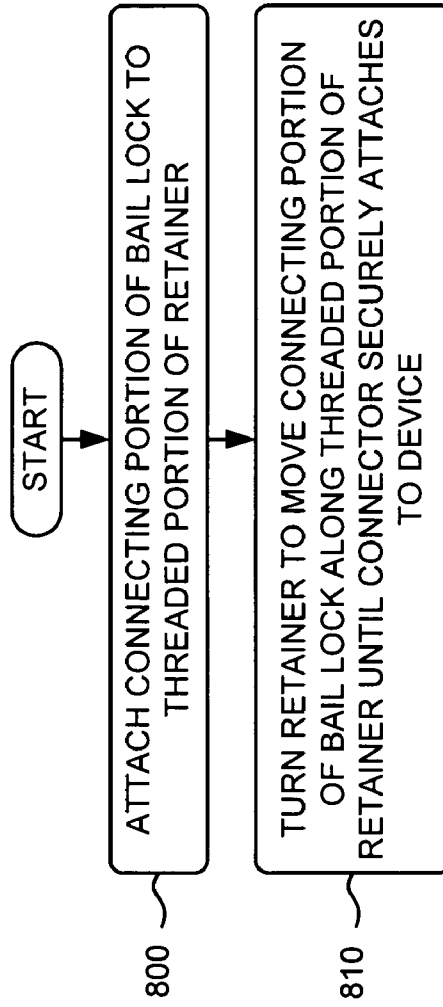 START
800
ATTACH CONNECTING PORTION OF BAIL LOCK TO
THREADED PORTION OF RETAINER
810
TURN RETAINER TO MOVE CONNECTING PORTION
OF BAIL LOCK ALONG THREADED PORTION OF
RETAINER UNTIL CONNECTOR SECURELY ATTACHES
TO DEVICE